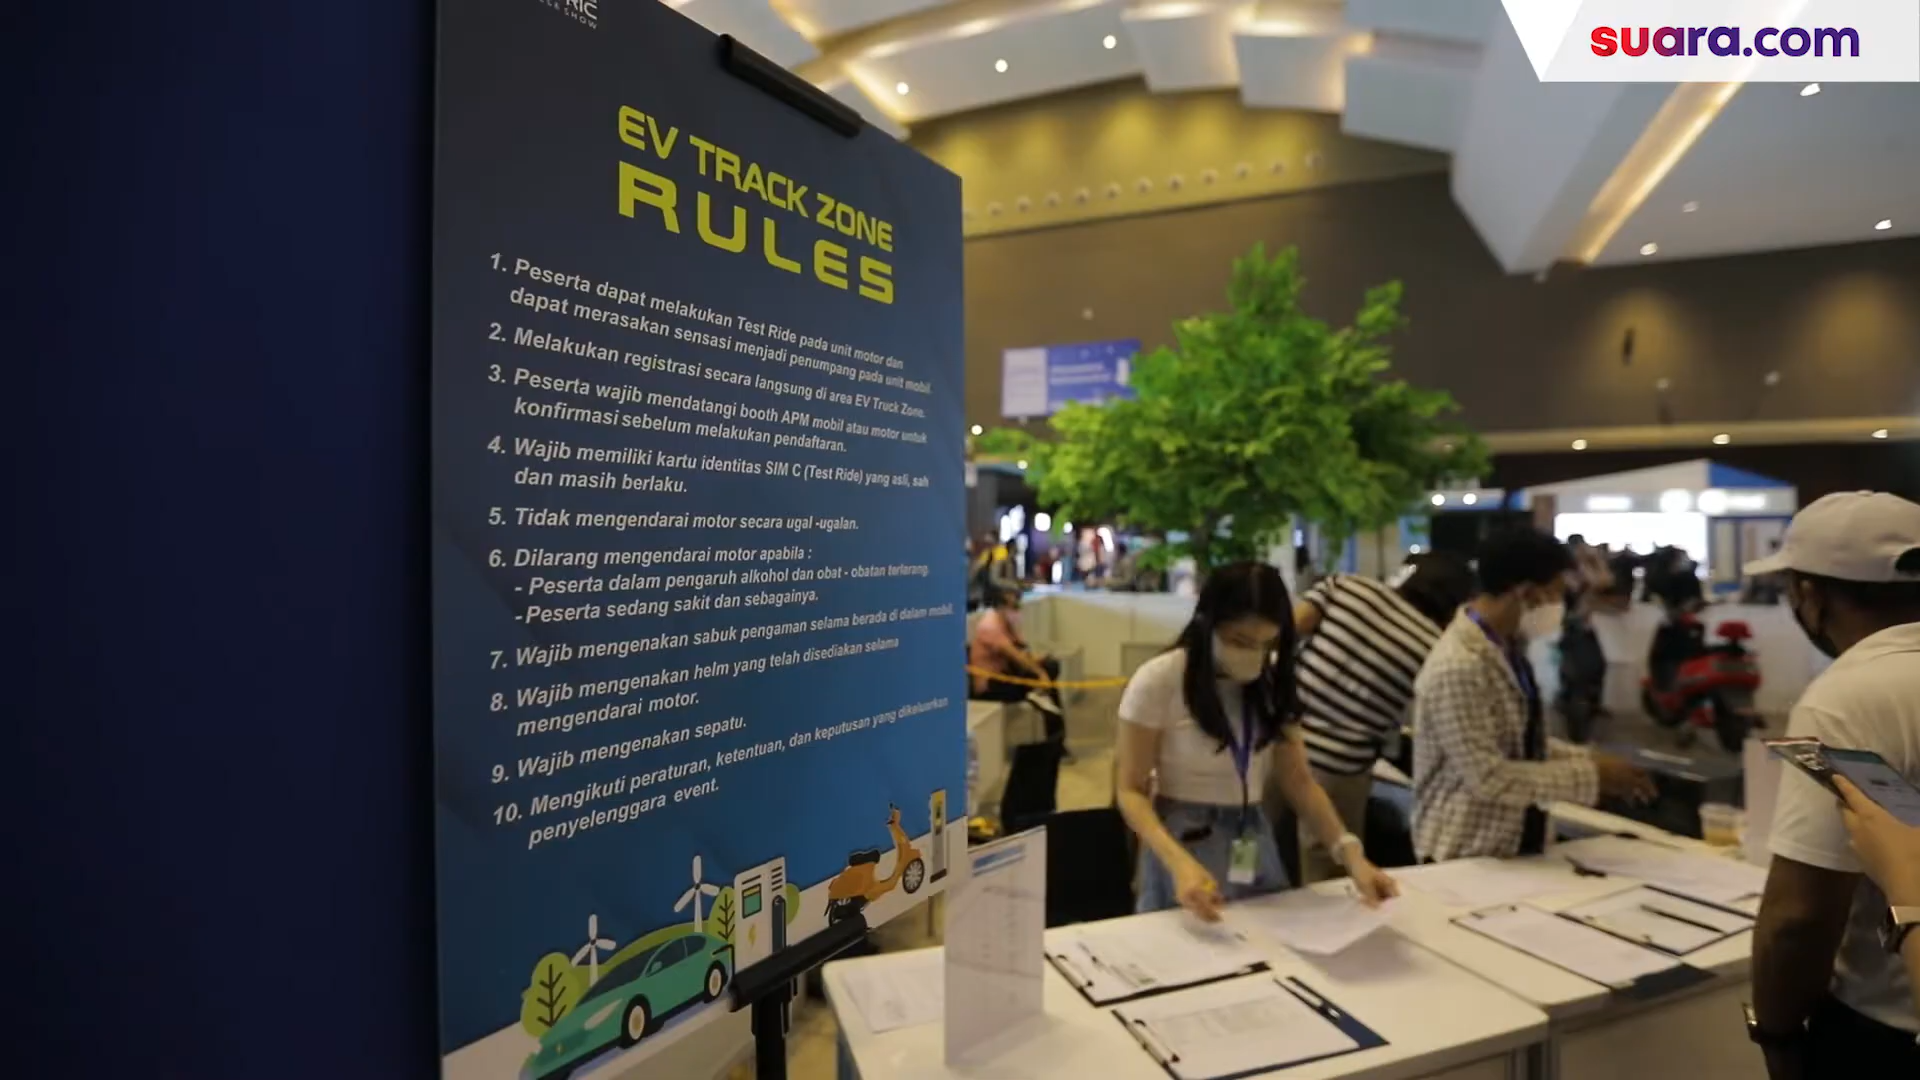 suara.com
EV TRACK ZONE
RULES
1. Peserta dapat melakukan Test Ride pada unit motor dan
dapat merasakan sensasi menjadi penumpang pada unit mobil.
2. Melakukan registrasi secara langsung di area EV Truck Zone.
3. Peserta wajib mendatangi booth APM mobil atau motor untuk
konfirmasi sebelum melakukan pendaftaran.
4. Wajib memiliki kartu identitas SIM C (Test Ride) yang asli, sah
dan masih berlaku.
5. Tidak mengendarai motor secara ugal -ugalan.
6. Dilarang mengendarai motor apabila :
- Peserta dalam pengaruh alkohol dan obat - obatan terlarang.
- Peserta sedang sakit dan sebagainya.
7. Wajib mengenakan sabuk pengaman selama berada di dalam mobil.
8. Wajib mengenakan helm yang telah disediakan selama
mengendarai motor.
9. Wajib mengenakan sepatu.
10. Mengikuti peraturan, ketentuan, dan keputusan yang dikeluarkan
penyelenggara event.